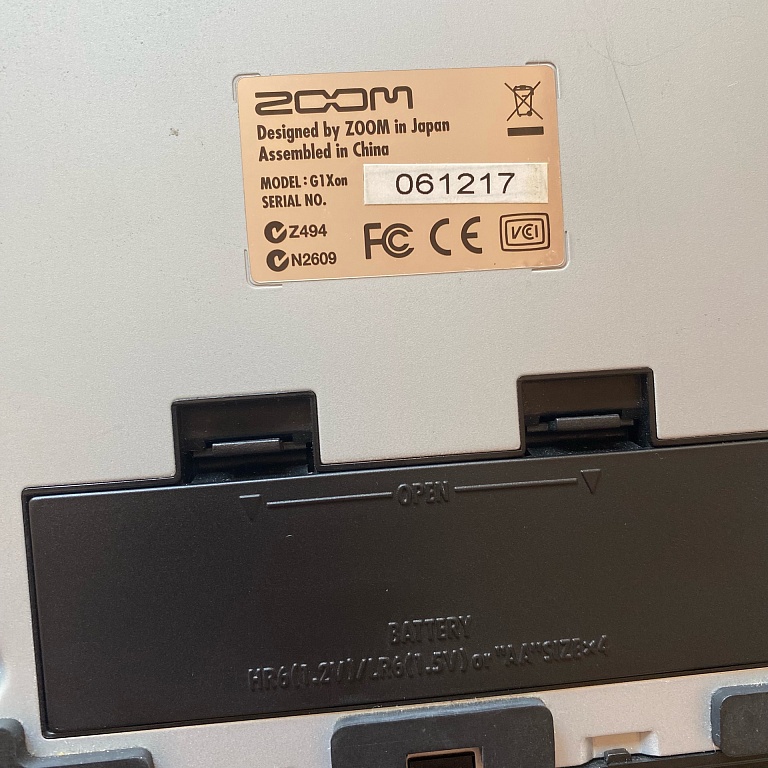 ZOOM
Designed by ZOOM in Japan
Assembled in China
MODEL: G1Xon
SERIAL NO. 061217
Z494
N2609
FC CE VCCI
OPEN
BATTERY
HR6(1.2V)/LR6(1.5V) or "AA"SIZE×4